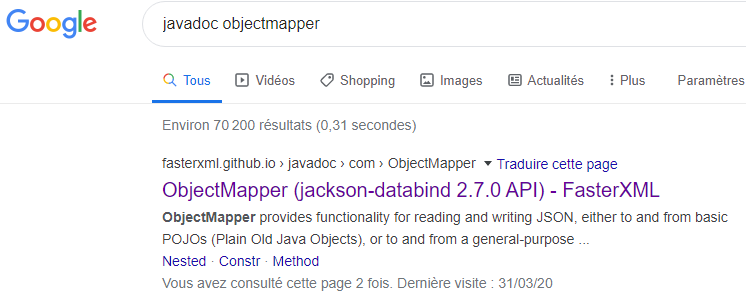 Google
javadoc objectmapper
Tous Vidéos Shopping Images Actualités Plus Paramètres
Environ 70 200 résultats (0,31 secondes)
fasterxml.github.io › javadoc › com › ObjectMapper ▼ Traduire cette page
ObjectMapper (jackson-databind 2.7.0 API) - FasterXML
ObjectMapper provides functionality for reading and writing JSON, either to and from basic
POJOs (Plain Old Java Objects), or to and from a general-purpose ...
Nested · Constr · Method
Vous avez consulté cette page 2 fois. Dernière visite : 31/03/20